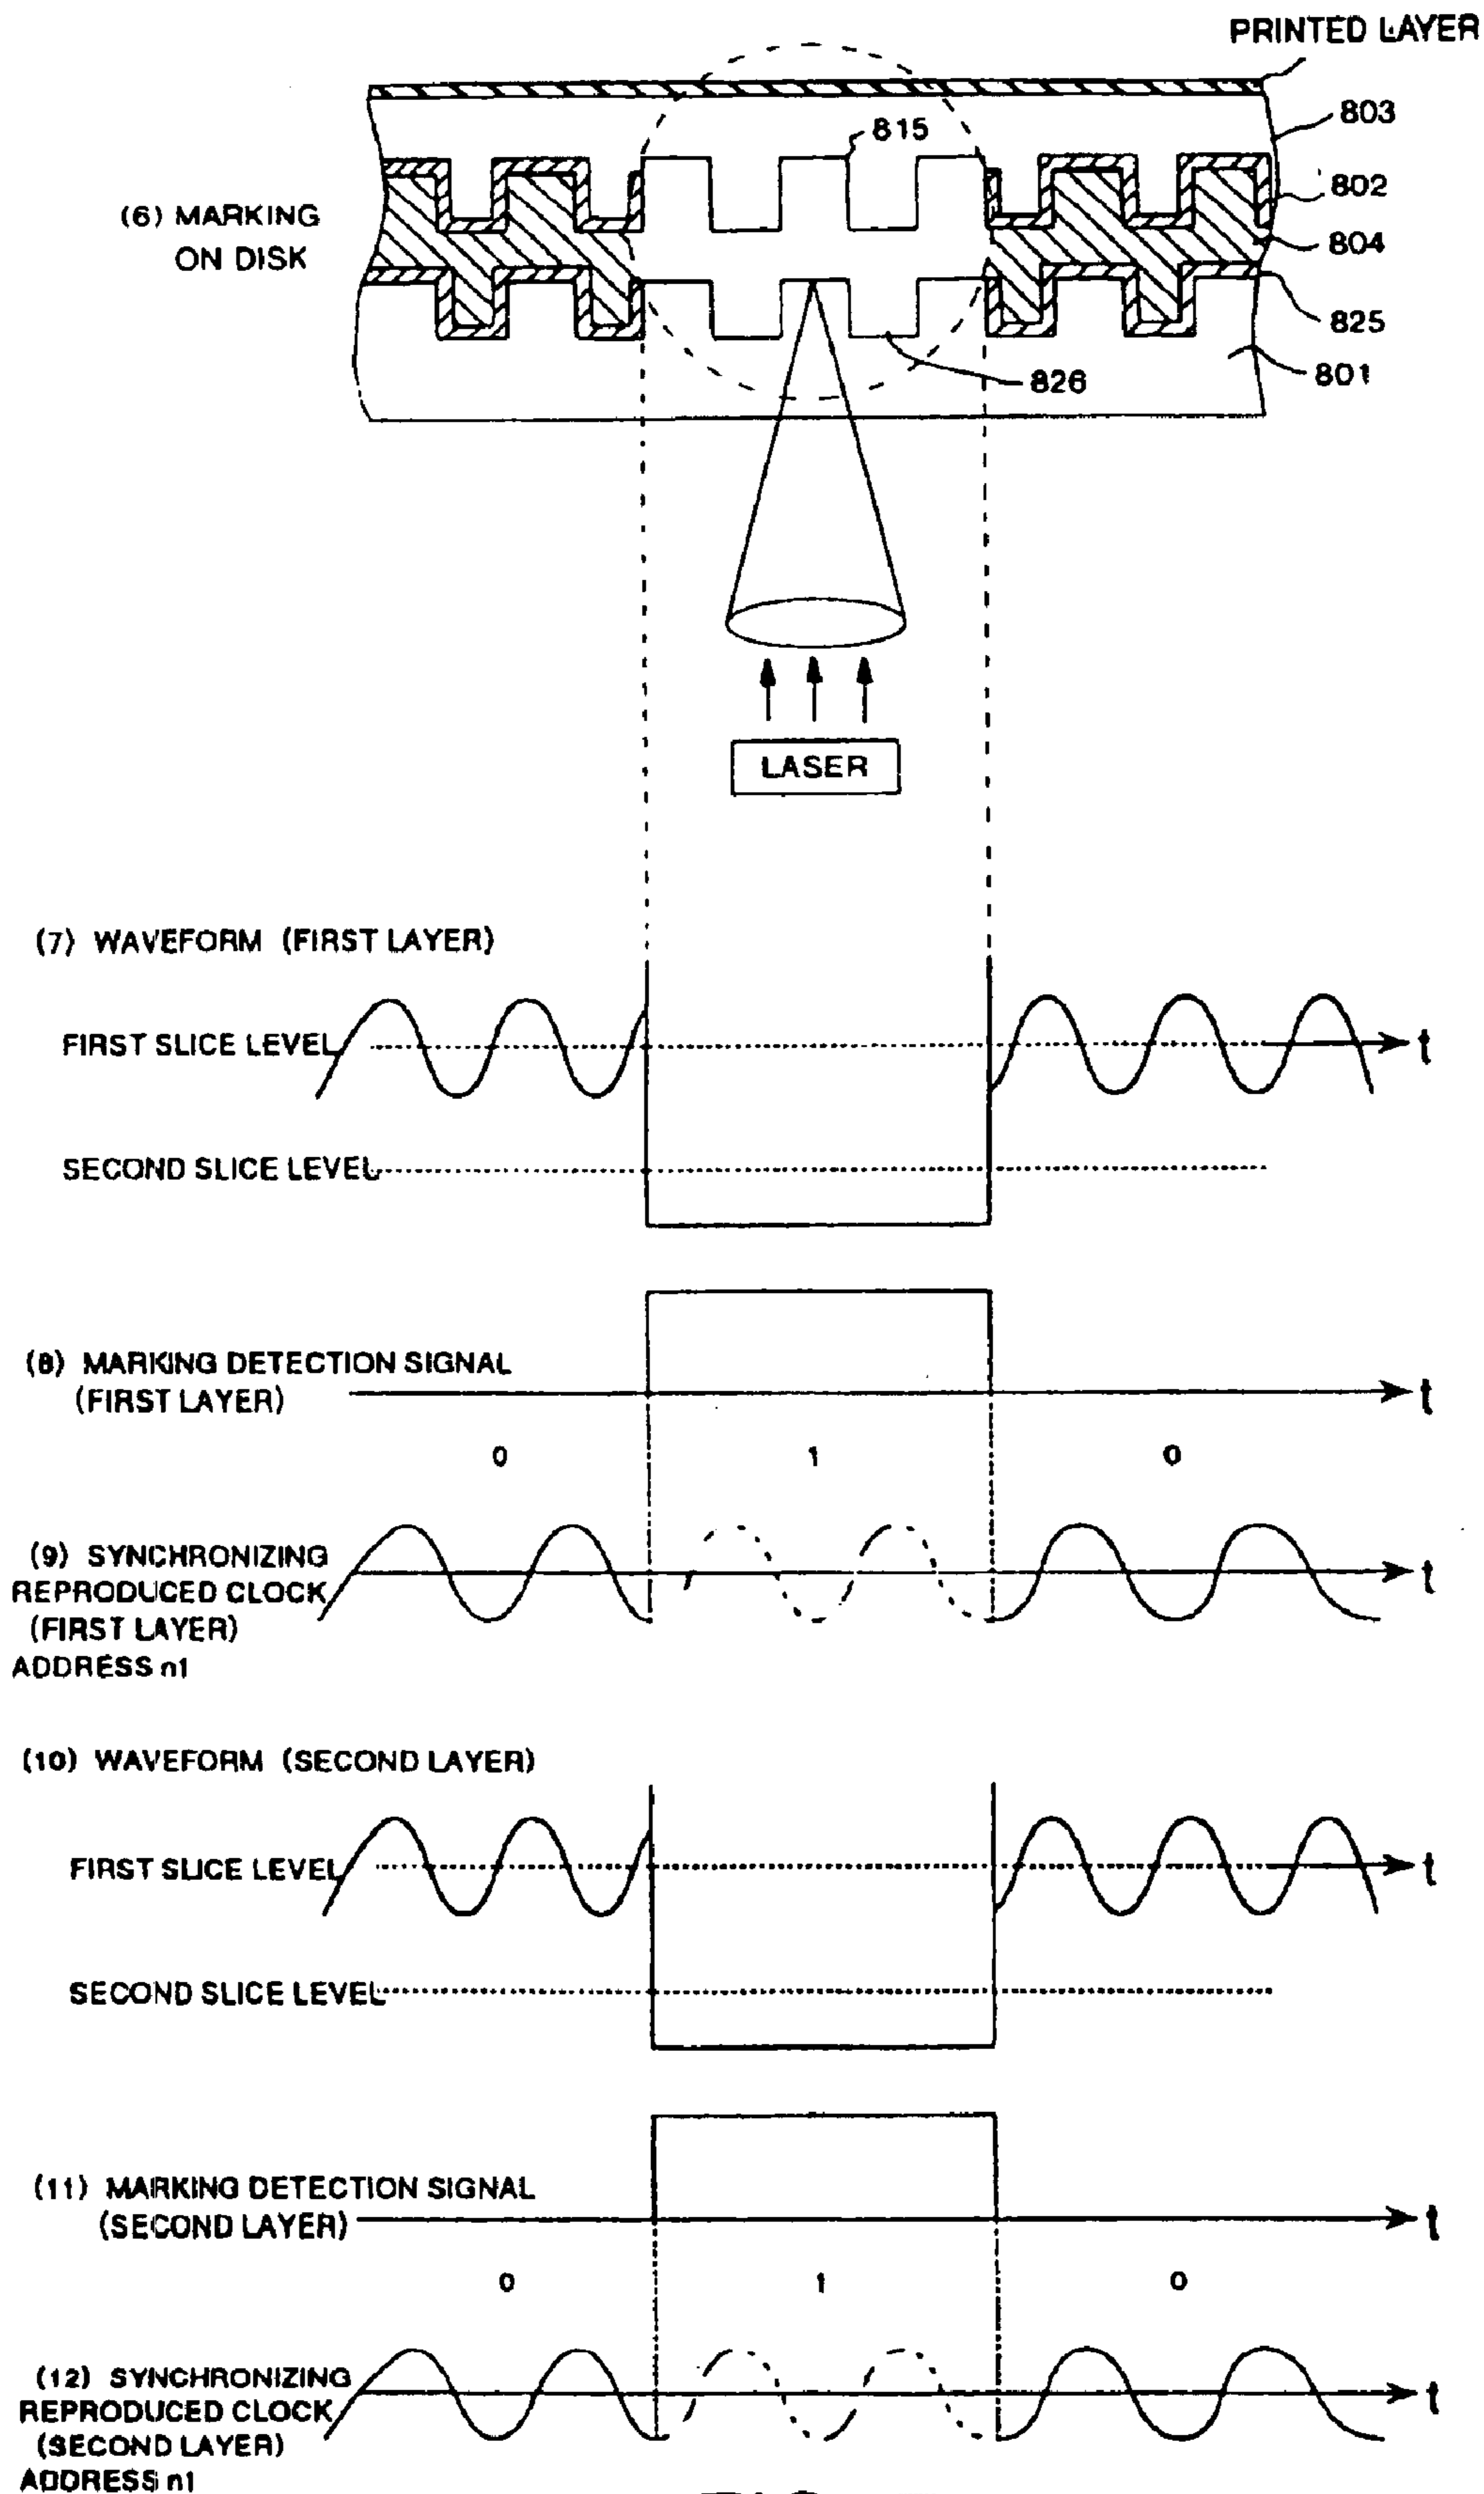 PRINTED LAYER
803
815
802
(6) MARKING
ON DISK
804
825
801
826
LASER
(7) WAVEFORM (FIRST LAYER)
FIRST SLICE LEVEL
t
SECOND SLICE LEVEL
(8) MARKING DETECTION SIGNAL
(FIRST LAYER)
t
0 1 0
(9) SYNCHRONIZING
REPRODUCED CLOCK
(FIRST LAYER)
ADDRESS n1
t
(10) WAVEFORM (SECOND LAYER)
FIRST SLICE LEVEL
t
SECOND SLICE LEVEL
(11) MARKING DETECTION SIGNAL
(SECOND LAYER)
t
0 1 0
(12) SYNCHRONIZING
REPRODUCED CLOCK
(SECOND LAYER)
ADDRESS n1
t